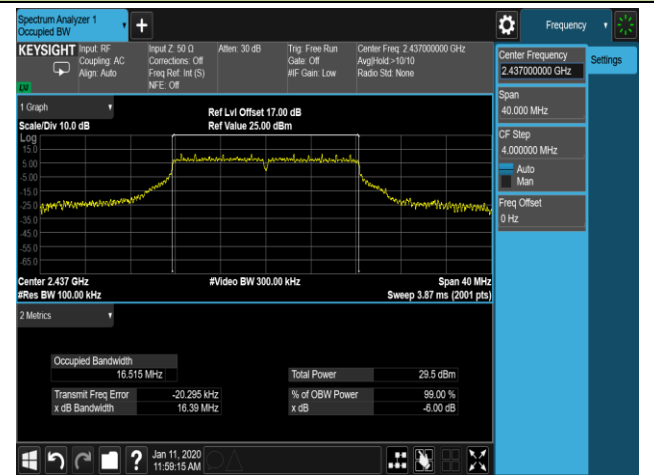 Spectrum Analyzer 1
Occupied BW
Frequency
KEYSIGHT
Input: RF
Coupling: AC
Align: Auto
Input Z: 50 Ω
Corrections: Off
Freq Ref: Int (S)
NFE: Off
Atten: 30 dB
Trig: Free Run
Gate: Off
#IF Gain: Low
Center Freq: 2.437000000 GHz
Avg|Hold:>10/10
Radio Std: None
Center Frequency
2.437000000 GHz
Settings
Span
40.000 MHz
CF Step
4.000000 MHz
Auto
Man
Freq Offset
0 Hz
1 Graph
Scale/Div 10.0 dB
Ref Lvl Offset 17.00 dB
Ref Value 25.00 dBm
Log
15.0
5.00
-5.00
-15.0
-25.0
-35.0
-45.0
-55.0
-65.0
Center 2.437 GHz
#Res BW 100.00 kHz
#Video BW 300.00 kHz
Span 40 MHz
Sweep 3.87 ms (2001 pts)
2 Metrics
Occupied Bandwidth
16.515 MHz
Total Power 29.5 dBm
Transmit Freq Error -20.295 kHz
% of OBW Power 99.00 %
x dB Bandwidth 16.39 MHz
x dB -6.00 dB
Jan 11, 2020
11:59:15 AM